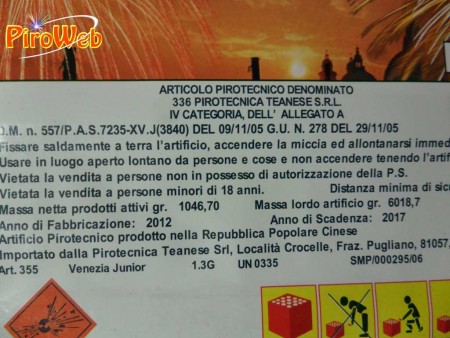 PiroWeb
ARTICOLO PIROTECNICO DENOMINATO
336 PIROTECNICA TEANESE S.R.L.
IV CATEGORIA, DELL' ALLEGATO A
D.M. n. 557/P.A.S.7235-XV.J(3840) DEL 09/11/05 G.U. N. 278 DEL 29/11/05
Fissare saldamente a terra l'artificio, accendere la miccia ed allontanarsi immed
Usare in luogo aperto lontano da persone e cose e non accendere tenendo l'artif
Vietata la vendita a persone non in possesso di autorizzazione della P.S.
Vietata la vendita a persone minori di 18 anni. Distanza minima di sicu
Massa netta prodotti attivi gr. 1046,70 Massa lordo artificio gr. 6018,7
Anno di Fabbricazione: 2012 Anno di Scadenza: 2017
Artificio Pirotecnico prodotto nella Repubblica Popolare Cinese
Importato dalla Pirotecnica Teanese Srl, Località Crocelle, Fraz. Pugliano, 81057,
Art. 355 Venezia Junior 1.3G UN 0335 SMP/000295/06